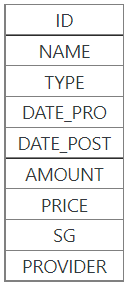 ID
NAME
TYPE
DATE_PRO
DATE_POST
AMOUNT
PRICE
SG
PROVIDER